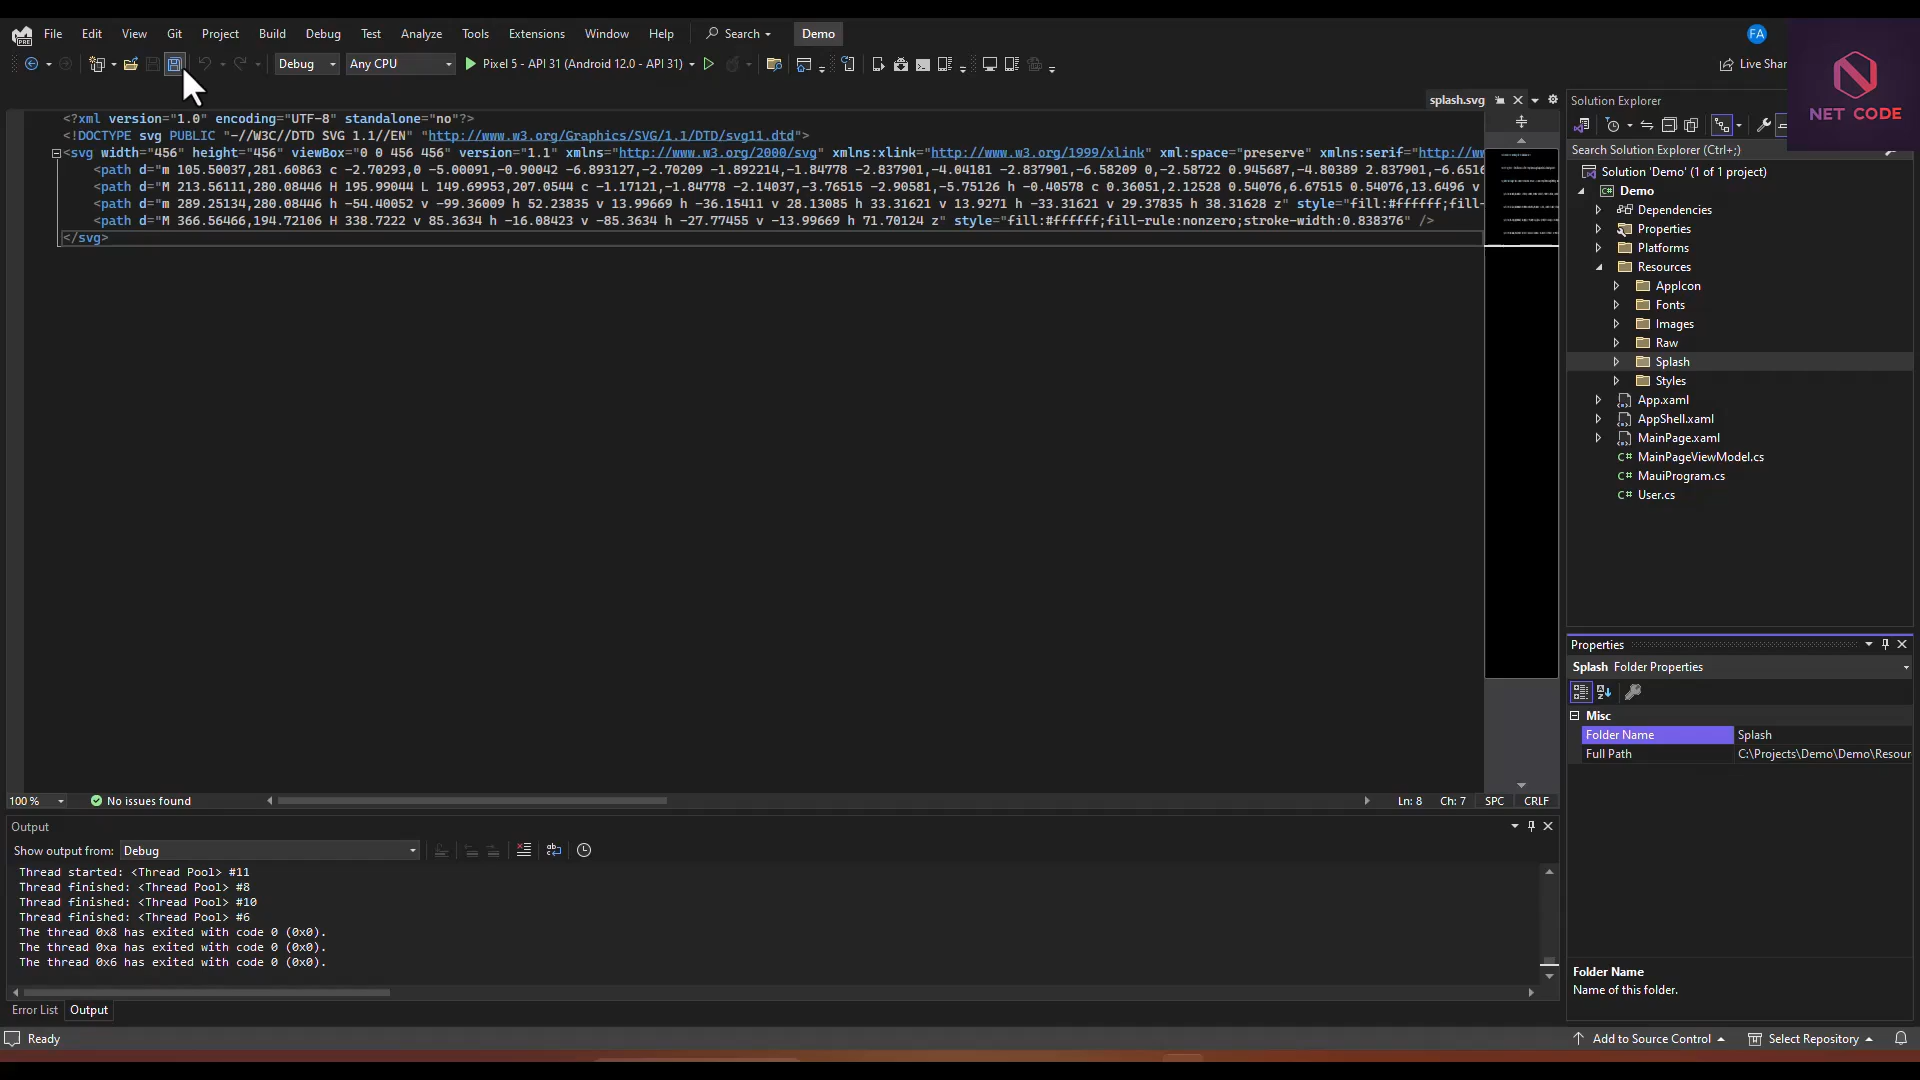 File Edit View Git Project Build Debug Test Analyze Tools Extensions Window Help Search Demo FA
Debug Any CPU Pixel 5 - API 31 (Android 12.0 - API 31) Live Shar
NET CODE
splash.svg
<?xml version="1.0" encoding="UTF-8" standalone="no"?>
<!DOCTYPE svg PUBLIC "-//W3C//DTD SVG 1.1//EN" "http://www.w3.org/Graphics/SVG/1.1/DTD/svg11.dtd">
<svg width="456" height="456" viewBox="0 0 456 456" version="1.1" xmlns="http://www.w3.org/2000/svg" xmlns:xlink="http://www.w3.org/1999/xlink" xml:space="preserve" xmlns:serif="http://ww
<path d="m 105.50037,281.60863 c -2.70293,0 -5.00091,-0.90042 -6.893127,-2.70209 -1.892214,-1.84778 -2.837901,-4.04181 -2.837901,-6.58209 0,-2.58722 0.945687,-4.80389 2.837901,-6.6516
<path d="M 213.56111,280.08446 H 195.99044 L 149.69953,207.0544 c -1.17121,-1.84778 -2.14037,-3.76515 -2.90581,-5.75126 h -0.40578 c 0.36051,2.12528 0.54076,6.67515 0.54076,13.6496 v
<path d="m 289.25134,280.08446 h -54.40052 v -99.36009 h 52.23835 v 13.99669 h -36.15411 v 28.13085 h 33.31621 v 13.9271 h -33.31621 v 29.37835 h 38.31628 z" style="fill:#ffffff;fill-
<path d="M 366.56466,194.72106 H 338.7222 v 85.3634 h -16.08423 v -85.3634 h -27.77455 v -13.99669 h 71.70124 z" style="fill:#ffffff;fill-rule:nonzero;stroke-width:0.838376" />
</svg>
100 % No issues found Ln: 8 Ch: 7 SPC CRLF
Output
Show output from: Debug
Thread started: <Thread Pool> #11
Thread finished: <Thread Pool> #8
Thread finished: <Thread Pool> #10
Thread finished: <Thread Pool> #6
The thread 0x8 has exited with code 0 (0x0).
The thread 0xa has exited with code 0 (0x0).
The thread 0x6 has exited with code 0 (0x0).
Error List Output
Solution Explorer
Search Solution Explorer (Ctrl+;)
Solution 'Demo' (1 of 1 project)
Demo
Dependencies
Properties
Platforms
Resources
AppIcon
Fonts
Images
Raw
Splash
Styles
App.xaml
AppShell.xaml
MainPage.xaml
C# MainPageViewModel.cs
C# MauiProgram.cs
C# User.cs
Properties
Splash Folder Properties
Misc
Folder Name Splash
Full Path C:\Projects\Demo\Demo\Resour
Folder Name
Name of this folder.
Ready Add to Source Control Select Repository